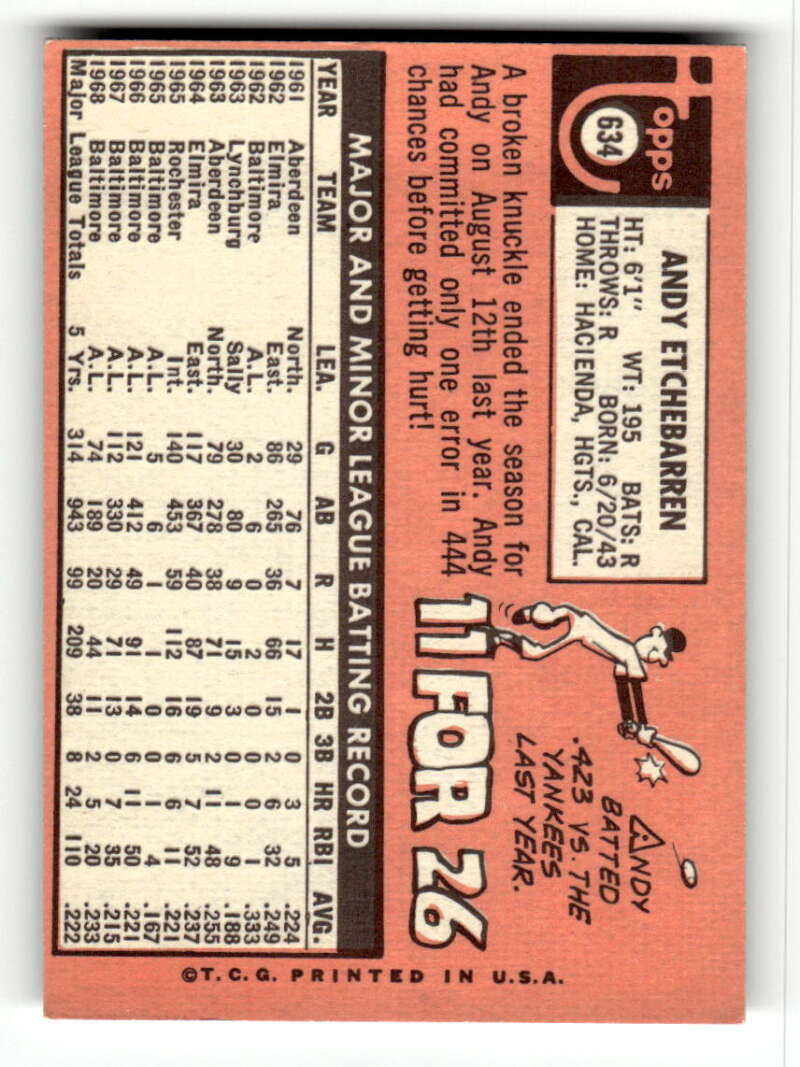 Topps
634
ANDY ETCHEBARREN
HT: 6'1" WT: 195 BATS: R
THROWS: R BORN: 6/20/43
HOME: HACIENDA, HGTS., CAL.
A broken knuckle ended the season for
Andy on August 12th last year. Andy
had committed only one error in 444
chances before getting hurt!
ANDY
BATTED
.423 VS. THE
YANKEES
LAST YEAR.
11 FOR 26
MAJOR AND MINOR LEAGUE BATTING RECORD
YEAR TEAM LEA. G AB R H 2B 3B HR RBI AVG.
1961 Aberdeen North. 29 76 7 17 1 0 3 5 .224
1962 Elmira East. 86 265 36 66 15 2 6 32 .249
1962 Baltimore A.L. 2 6 0 2 0 0 0 1 .333
1963 Lynchburg Sally 30 80 9 15 3 0 1 9 .188
1963 Aberdeen North. 79 278 38 71 9 2 11 48 .255
1964 Elmira East. 117 367 40 87 19 5 7 52 .237
1965 Rochester Int. 140 453 59 112 16 6 6 11 .221
1965 Baltimore A.L. 5 6 1 1 0 0 1 4 .167
1966 Baltimore A.L. 121 412 49 91 14 6 11 50 .221
1967 Baltimore A.L. 112 330 29 71 13 0 7 35 .215
1968 Baltimore A.L. 74 189 20 44 11 2 5 20 .233
Major League Totals 5 Yrs. 314 943 99 209 38 8 24 110 .222
©T.C.G. PRINTED IN U.S.A.